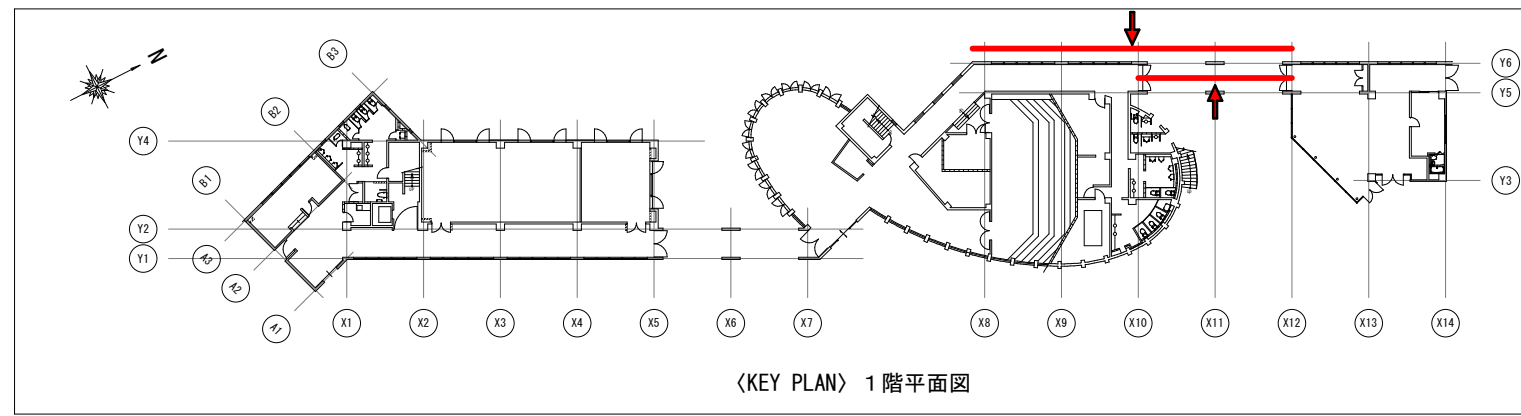 N
B3
B2
B1
Y4
Y2
Y1
A3
A2
A1
Y6
Y5
Y3
X1
X2
X3
X4
X5
X6
X7
X8
X9
X10
X11
X12
X13
X14
〈KEY PLAN〉 1階平面図